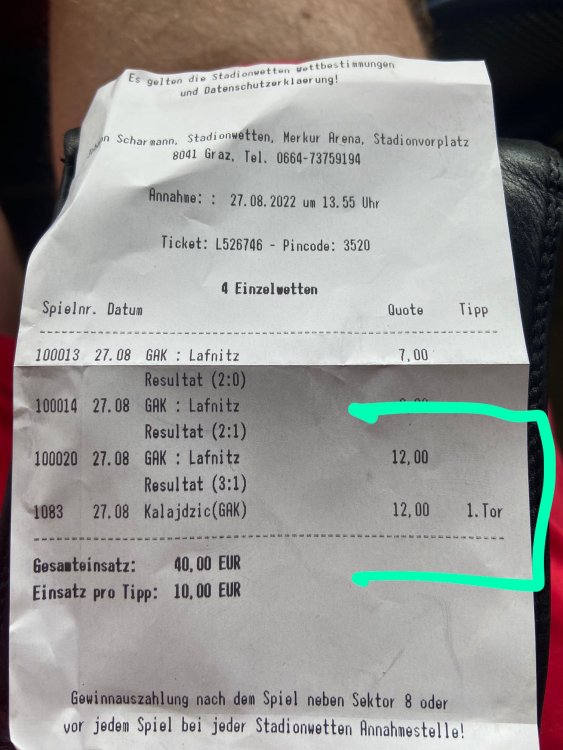 Es gelten die Stadionwetten Wettbestimmungen
und Datenschutzerklaerung!
Scharmann, Stadionwetten, Merkur Arena, Stadionvorplatz
8041 Graz, Tel. 0664-73759194
Annahme: : 27.08.2022 um 13.55 Uhr
Ticket: L526746 - Pincode: 3520
4 Einzelwetten
Spielnr. Datum Quote Tipp
100013 27.08 GAK : Lafnitz 7,00
Resultat (2:0)
100014 27.08 GAK : Lafnitz
Resultat (2:1)
100020 27.08 GAK : Lafnitz 12,00
Resultat (3:1)
1083 27.08 Kalajdzic(GAK) 12,00 1.Tor
Gesamteinsatz: 40,00 EUR
Einsatz pro Tipp: 10,00 EUR
Gewinnauszahlung nach dem Spiel neben Sektor 8 oder
vor jedem Spiel bei jeder Stadionwetten Annahmestelle!